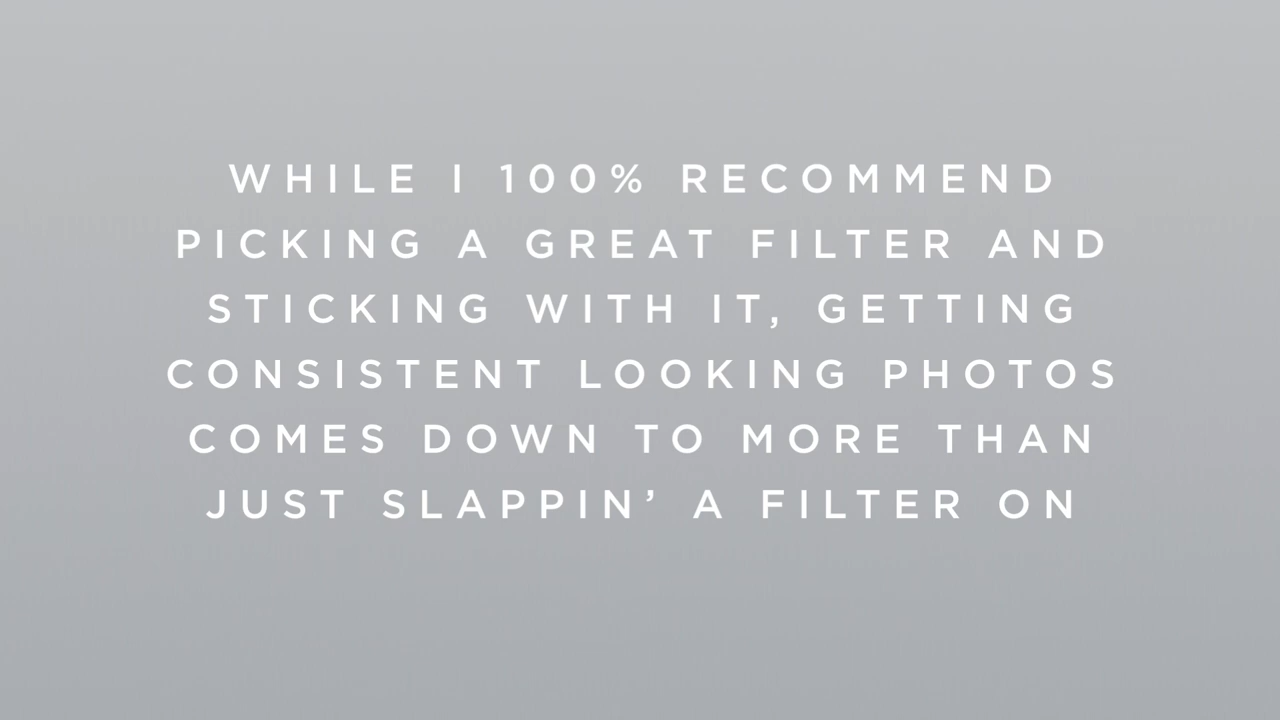 WHILE I 100% RECOMMEND
PICKING A GREAT FILTER AND
STICKING WITH IT, GETTING
CONSISTENT LOOKING PHOTOS
COMES DOWN TO MORE THAN
JUST SLAPPIN’ A FILTER ON